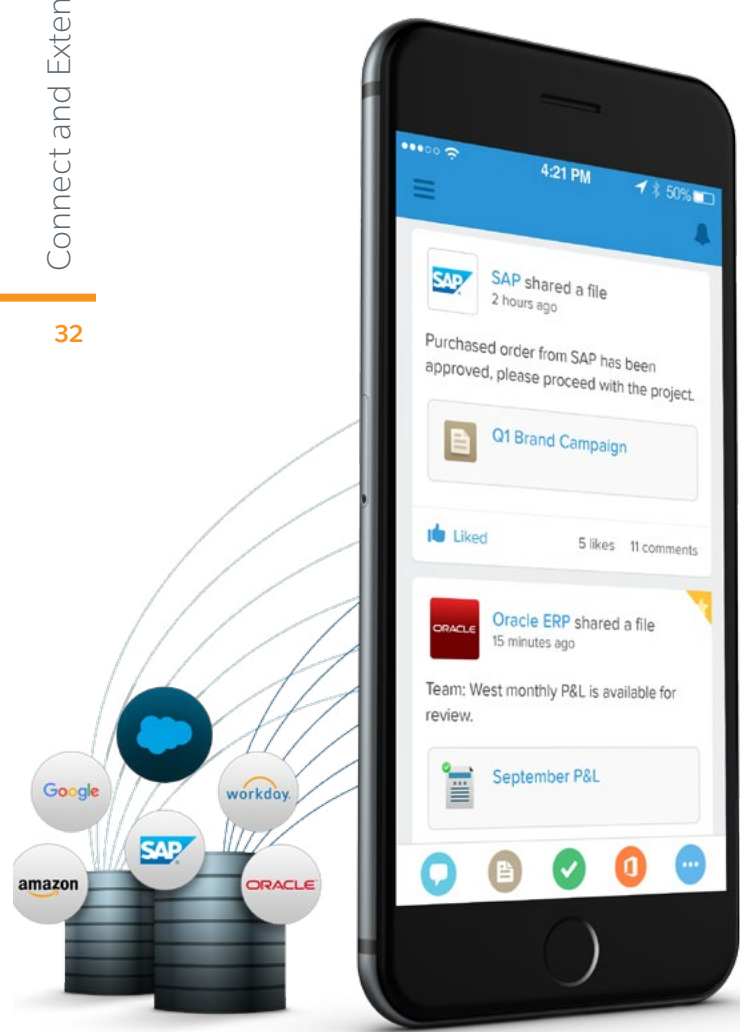 Connect and Exten
32
4:21 PM
50%
SAP
SAP shared a file
2 hours ago
Purchased order from SAP has been
approved, please proceed with the project.
Q1 Brand Campaign
Liked
5 likes 11 comments
ORACLE
Oracle ERP shared a file
15 minutes ago
Team: West monthly P&L is available for
review.
September P&L
Google
workday.
SAP
amazon
ORACLE